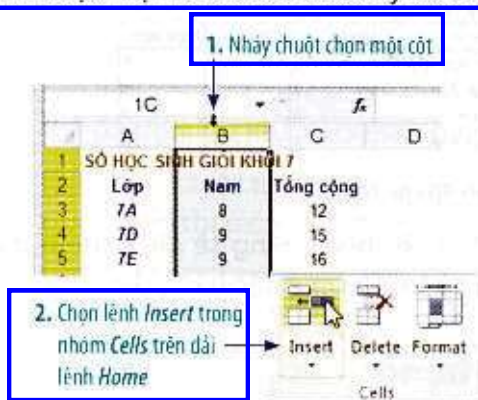 1. Nháy chuột chọn một cột
1C fx
A B C D
1 SỐ HỌC SINH GIỎI KHỐI 7
2 Lớp Nam Tổng cộng
3 7A 8 12
4 7D 9 15
5 7E 9 16
2. Chọn lệnh Insert trong
nhóm Cells trên dải
lệnh Home
Insert Delete Format
Cells